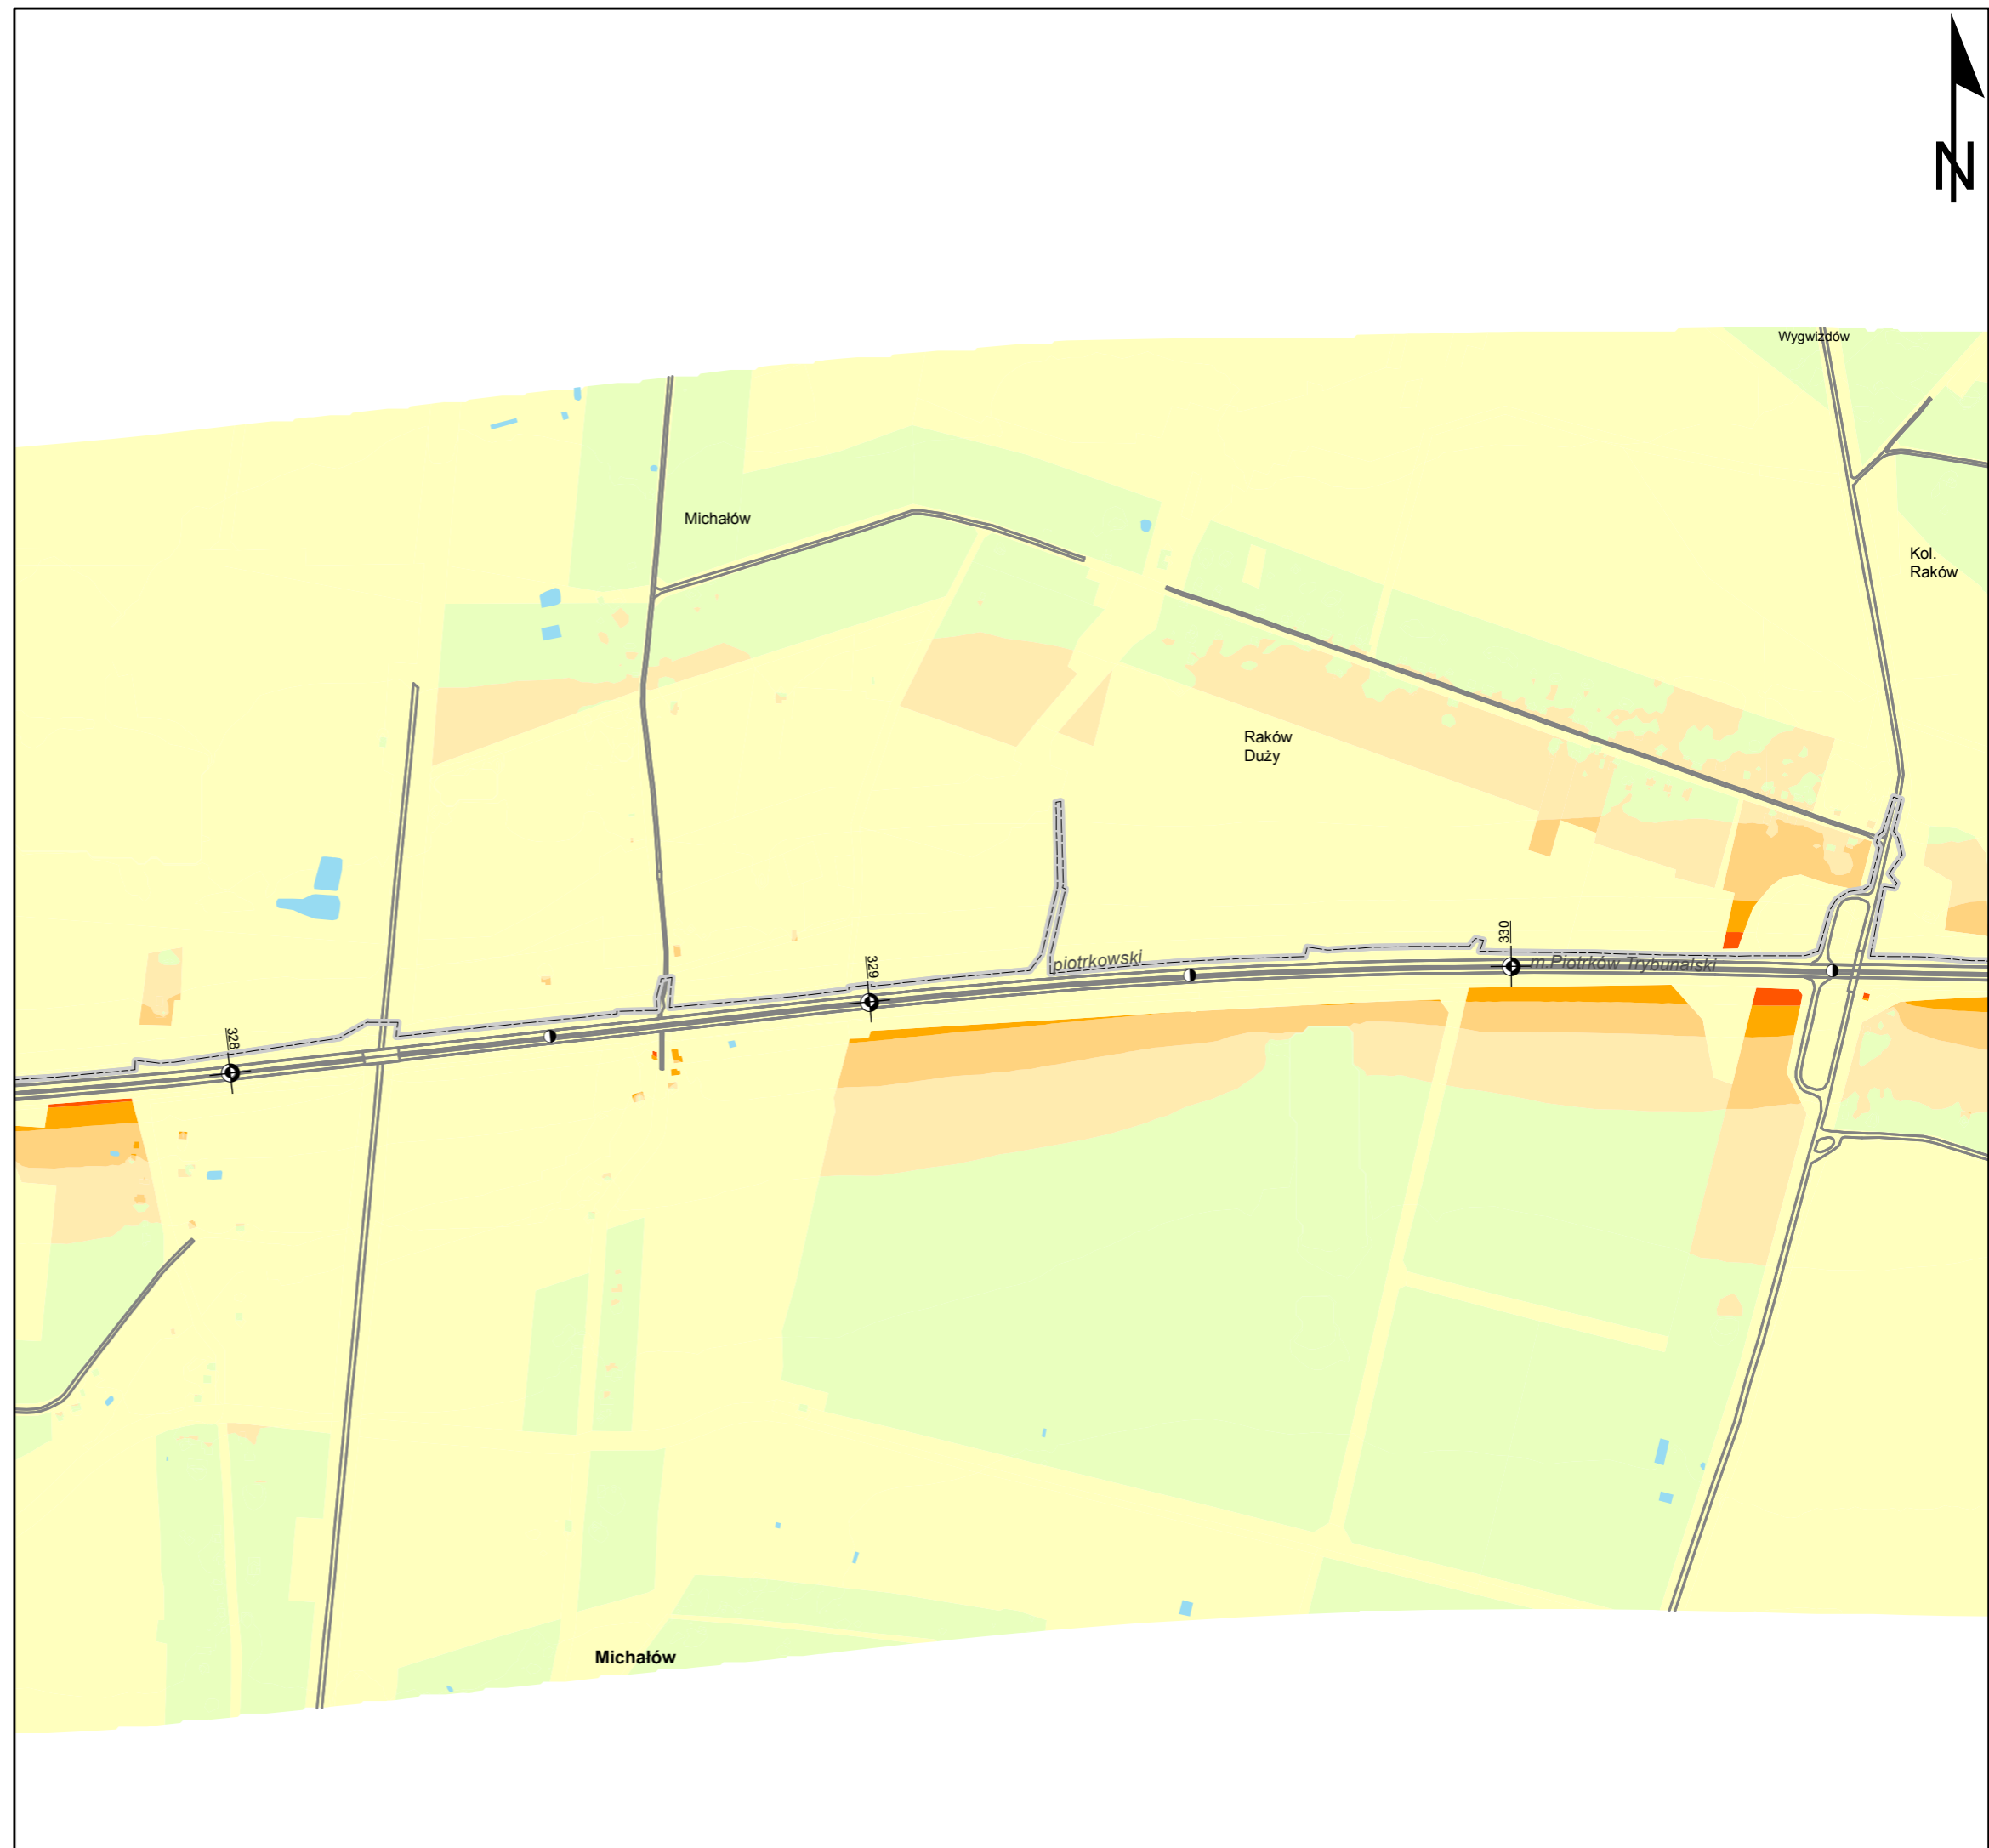 N
Wygwizdów
Michałów
Kol.
Raków
Raków
Duży
330
329
piotrkowski
m.Piotrków Trybunalski
328
Michałów